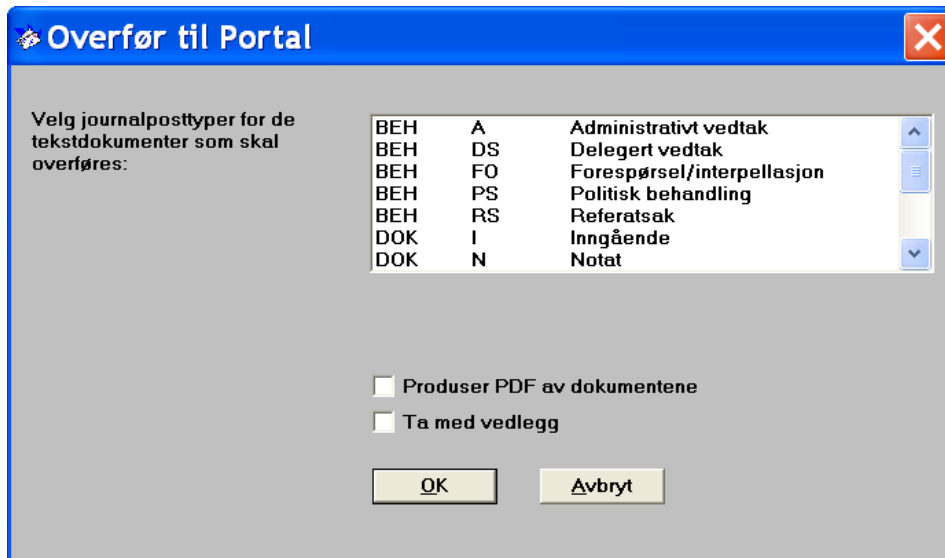 Overfør til Portal
Velg journalposttyper for de
tekstdokumenter som skal
overføres:
BEH A Administrativt vedtak
BEH DS Delegert vedtak
BEH FO Forespørsel/interpellasjon
BEH PS Politisk behandling
BEH RS Referatsak
DOK I Inngående
DOK N Notat
Produser PDF av dokumentene
Ta med vedlegg
OK Avbryt